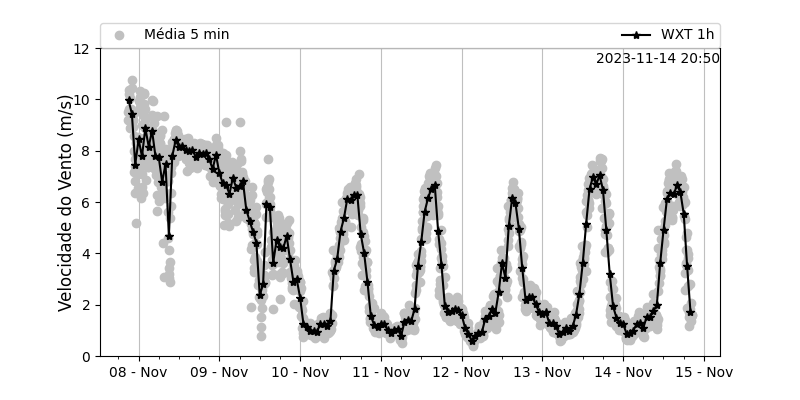 Média 5 min
WXT 1h
2023-11-14 20:50
Velocidade do Vento (m/s)
12
10
8
6
4
2
0
08 - Nov
09 - Nov
10 - Nov
11 - Nov
12 - Nov
13 - Nov
14 - Nov
15 - Nov